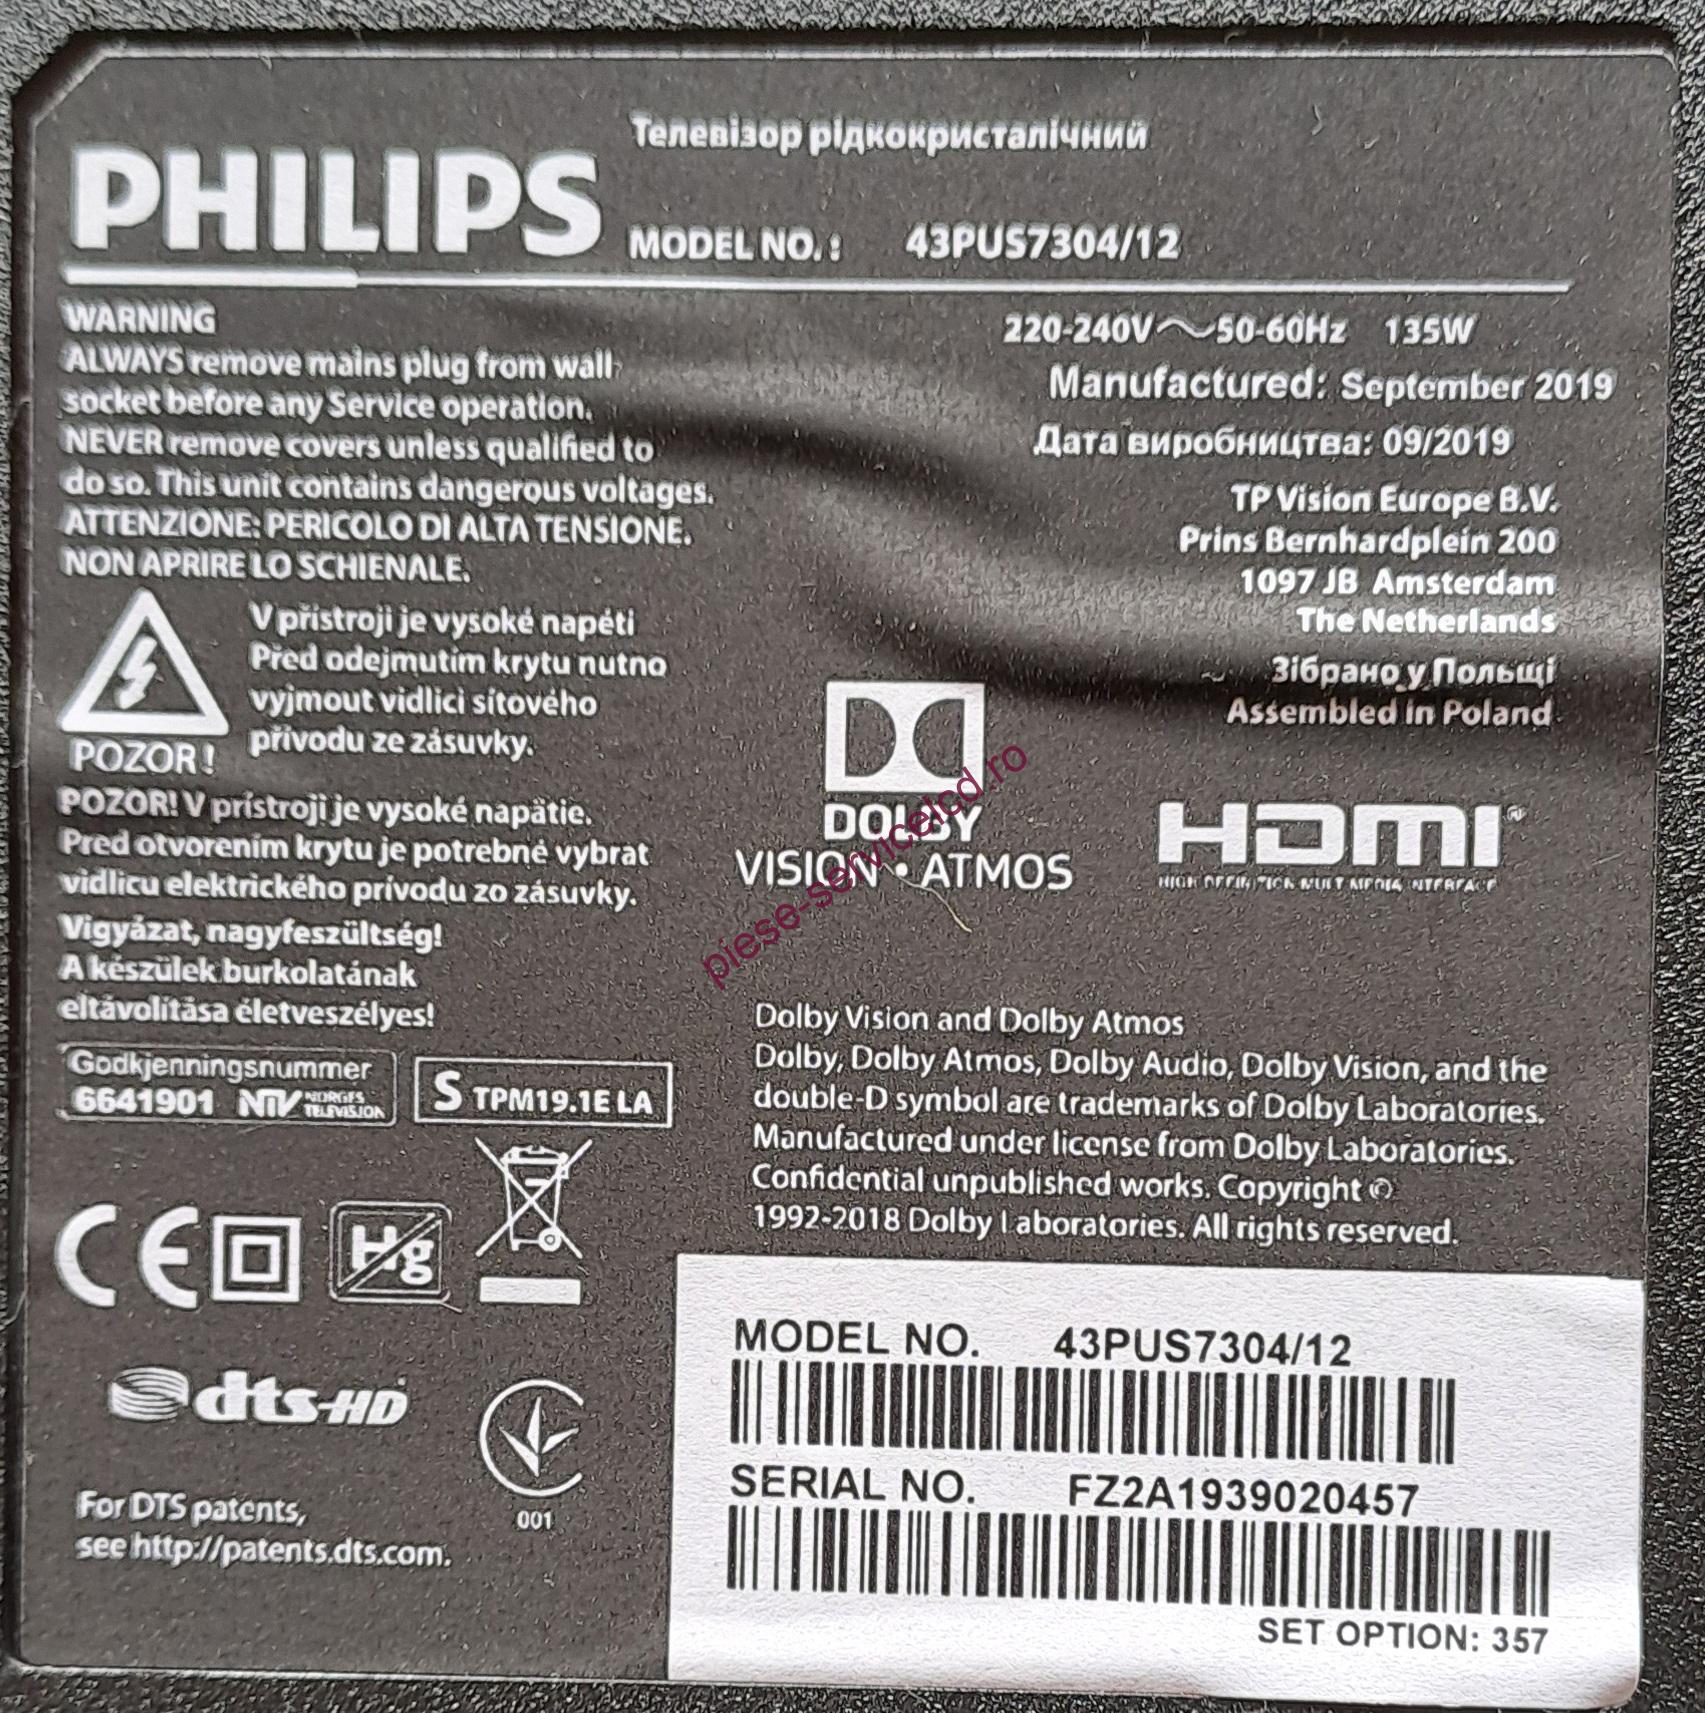 Телевізор рідкокристалічний
PHILIPS
MODEL NO.: 43PUS7304/12
WARNING
ALWAYS remove mains plug from wall
socket before any Service operation.
NEVER remove covers unless qualified to
do so. This unit contains dangerous voltages.
ATTENZIONE: PERICOLO DI ALTA TENSIONE.
NON APRIRE LO SCHIENALE.
V přístroji je vysoké napětí
Před odejmutím krytu nutno
vyjmout vidlici síťového
přívodu ze zásuvky.
POZOR!
POZOR! V prístroji je vysoké napätie.
Pred otvorením krytu je potrebné vybrat
vidlicu elektrického prívodu zo zásuvky.
Vigyázat, nagyfeszültség!
A készülek burkolatának
eltávolítása életveszélyes!
220-240V~50-60Hz 135W
Manufactured: September 2019
Дата виробництва: 09/2019
TP Vision Europe B.V.
Prins Bernhardplein 200
1097 JB Amsterdam
The Netherlands
Зібрано у Польщі
Assembled in Poland
DOLBY
VISION·ATMOS
HDMI®
HIGH DEFINITION MULTIMEDIA INTERFACE
piese-servicelcd.ro
Godkjenningsnummer
6641901 NTV NORGES
TELEVISJON
S TPM19.1E LA
Dolby Vision and Dolby Atmos
Dolby, Dolby Atmos, Dolby Audio, Dolby Vision, and the
double-D symbol are trademarks of Dolby Laboratories.
Manufactured under license from Dolby Laboratories.
Confidential unpublished works. Copyright ©
1992-2018 Dolby Laboratories. All rights reserved.
CE
Hg
dts-HD
001
For DTS patents,
see http://patents.dts.com.
MODEL NO. 43PUS7304/12
SERIAL NO. FZ2A1939020457
SET OPTION: 357